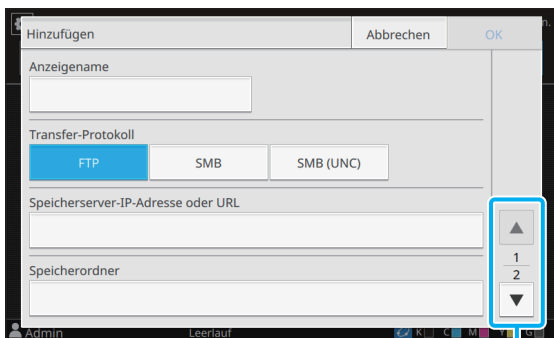 Hinzufügen Abbrechen OK
Anzeigename
Transfer-Protokoll
FTP SMB SMB (UNC)
Speicherserver-IP-Adresse oder URL
1
2
Speicherordner
Admin Leerlauf K C M Y G